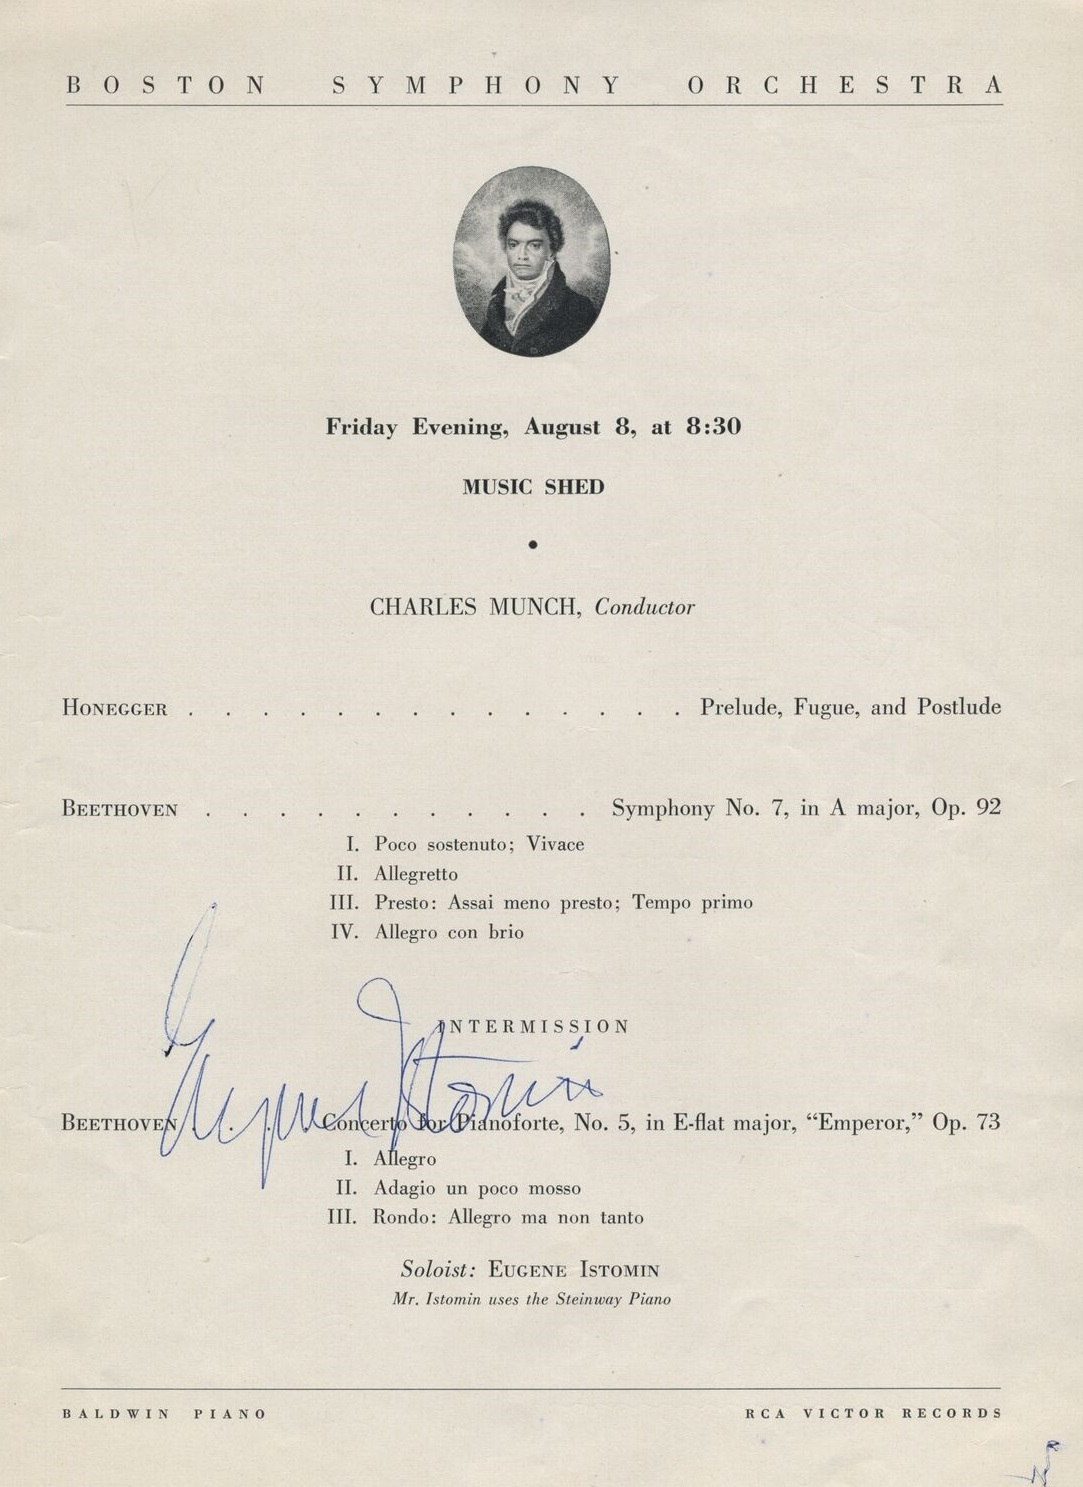 BOSTON SYMPHONY ORCHESTRA
Friday Evening, August 8, at 8:30
MUSIC SHED
•
CHARLES MUNCH, Conductor
HONEGGER . . . . . . . . . . . . . . Prelude, Fugue, and Postlude
BEETHOVEN . . . . . . . . . . . Symphony No. 7, in A major, Op. 92
I. Poco sostenuto; Vivace
II. Allegretto
III. Presto: Assai meno presto; Tempo primo
IV. Allegro con brio
INTERMISSION
Eugene Istomin
BEETHOVEN . . . Concerto for Pianoforte, No. 5, in E-flat major, “Emperor,” Op. 73
I. Allegro
II. Adagio un poco mosso
III. Rondo: Allegro ma non tanto
Soloist: EUGENE ISTOMIN
Mr. Istomin uses the Steinway Piano
BALDWIN PIANO RCA VICTOR RECORDS